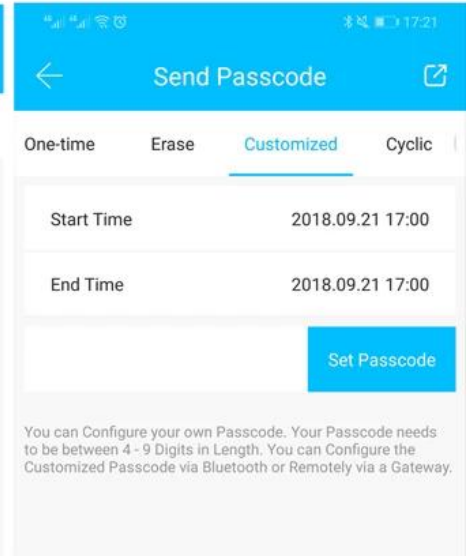 17:21
Send Passcode
One-time Erase Customized Cyclic
Start Time 2018.09.21 17:00
End Time 2018.09.21 17:00
Set Passcode
You can Configure your own Passcode. Your Passcode needs
to be between 4 - 9 Digits in Length. You can Configure the
Customized Passcode via Bluetooth or Remotely via a Gateway.